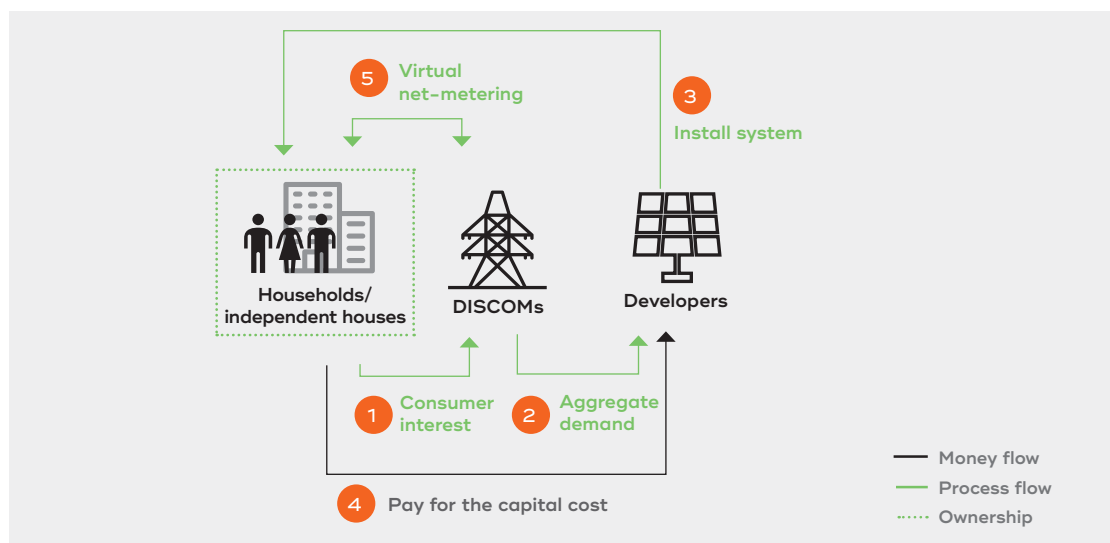 5
Virtual
net-metering
3
Install system
Households/
independent houses
DISCOMs
Developers
1
Consumer
interest
2
Aggregate
demand
4
Pay for the capital cost
Money flow
Process flow
Ownership